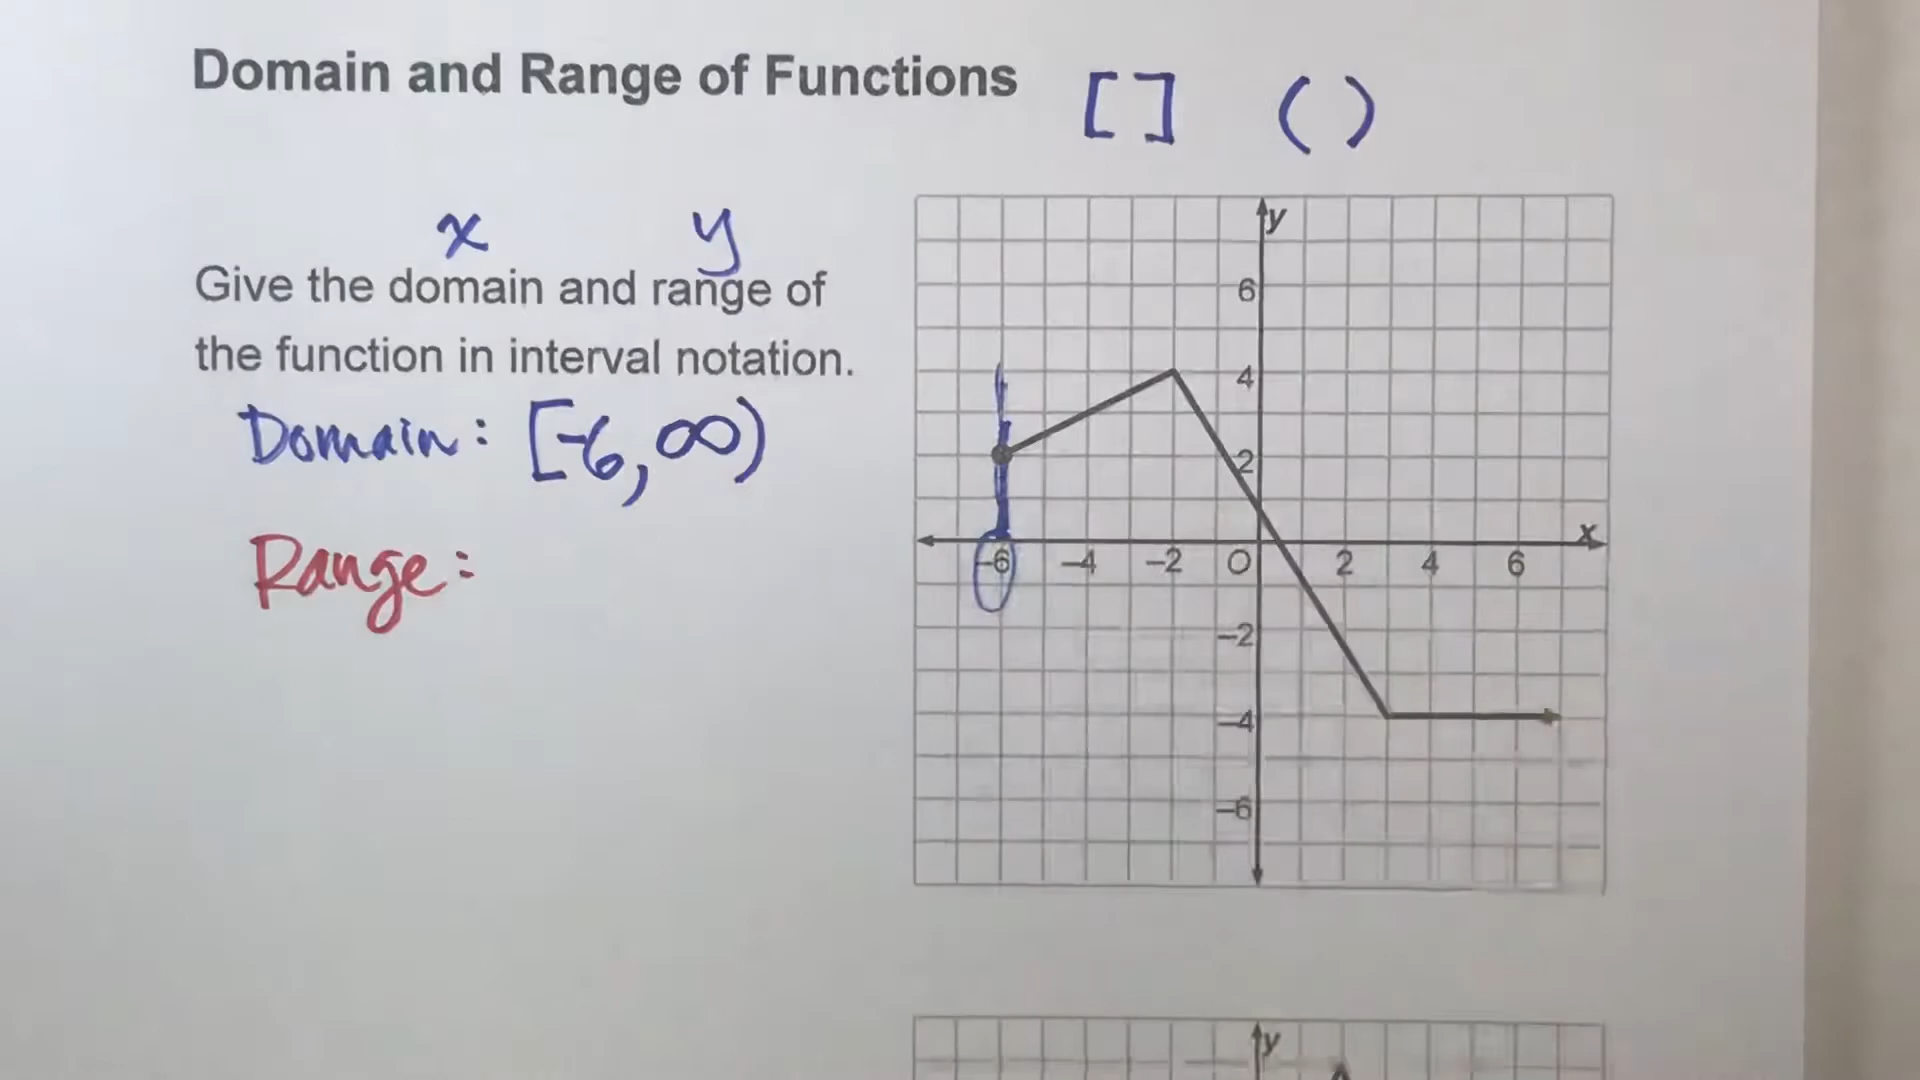 Domain and Range of Functions [ ] ( )
x y
Give the domain and range of
the function in interval notation.
Domain: [-6, ∞)
Range:
y
6
4
2
x
–6 –4 –2 O 2 4 6
–2
–4
–6
y